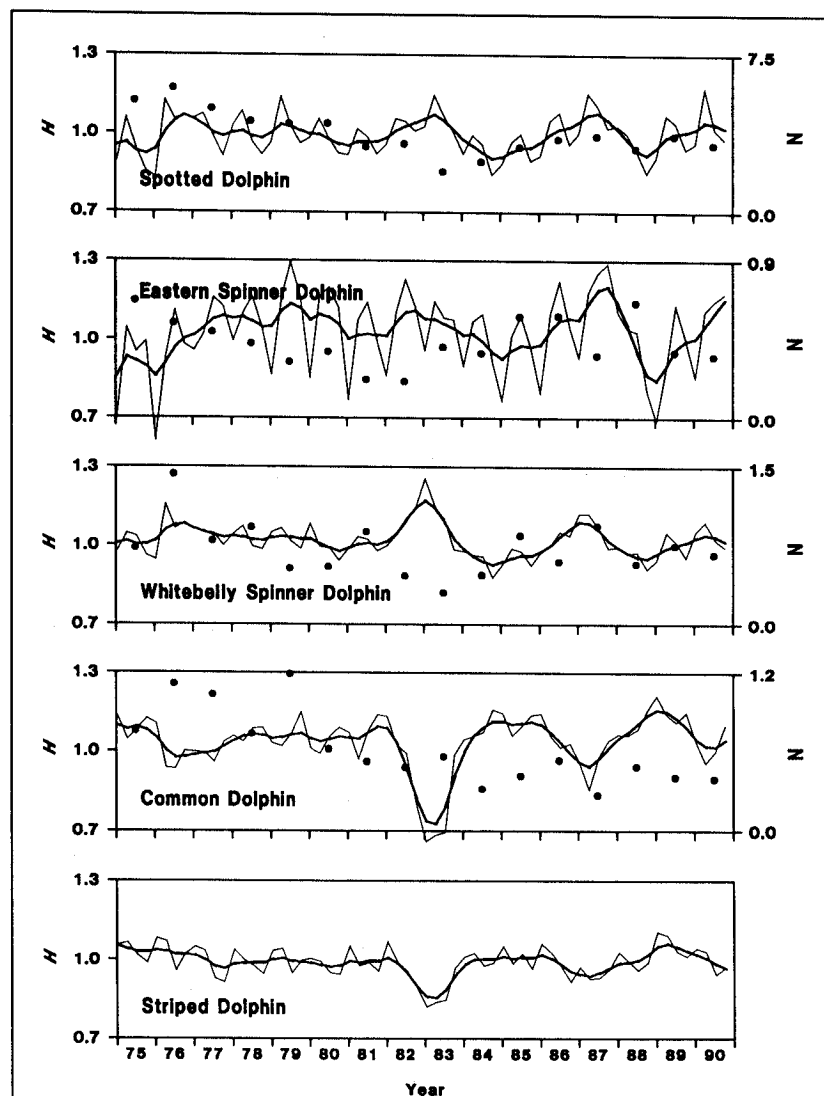 1.3
7.5
H
1.0
N
Spotted Dolphin
0.7
0.0
1.3
0.9
Eastern Spinner Dolphin
H
1.0
N
0.7
0.0
1.3
1.5
H
1.0
N
Whitebelly Spinner Dolphin
0.7
0.0
1.3
1.2
H
1.0
N
Common Dolphin
0.7
0.0
1.3
H
1.0
Striped Dolphin
0.7
75 76 77 78 79 80 81 82 83 84 85 86 87 88 89 90
Year